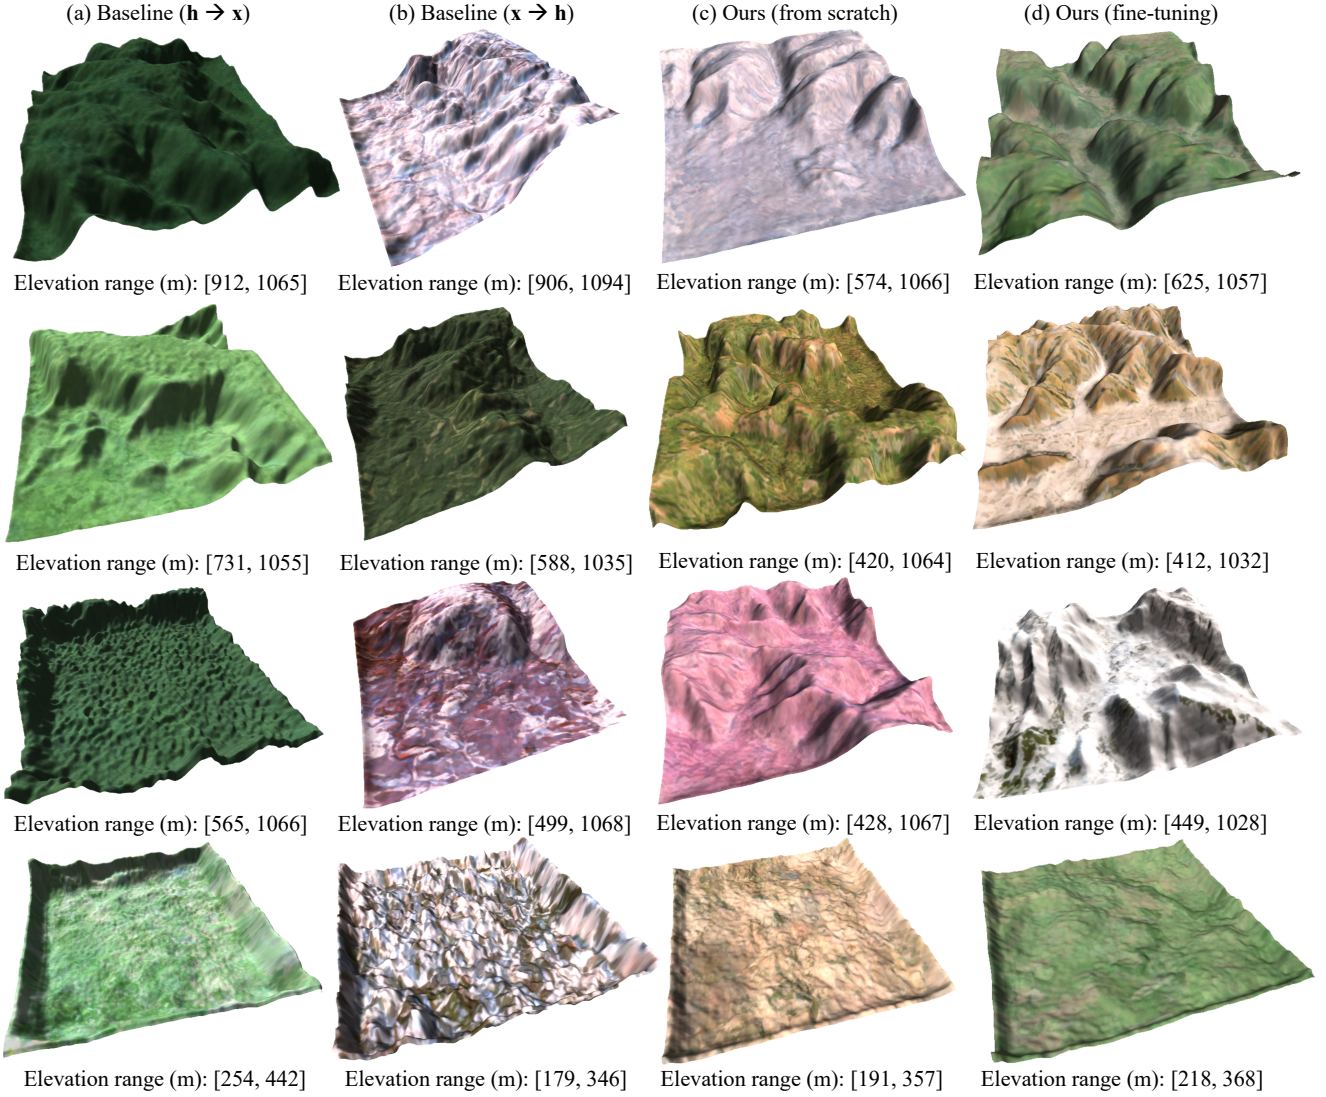 (a) Baseline (h → x)
(b) Baseline (x → h)
(c) Ours (from scratch)
(d) Ours (fine-tuning)
Elevation range (m): [912, 1065]
Elevation range (m): [906, 1094]
Elevation range (m): [574, 1066]
Elevation range (m): [625, 1057]
Elevation range (m): [731, 1055]
Elevation range (m): [588, 1035]
Elevation range (m): [420, 1064]
Elevation range (m): [412, 1032]
Elevation range (m): [565, 1066]
Elevation range (m): [499, 1068]
Elevation range (m): [428, 1067]
Elevation range (m): [449, 1028]
Elevation range (m): [254, 442]
Elevation range (m): [179, 346]
Elevation range (m): [191, 357]
Elevation range (m): [218, 368]